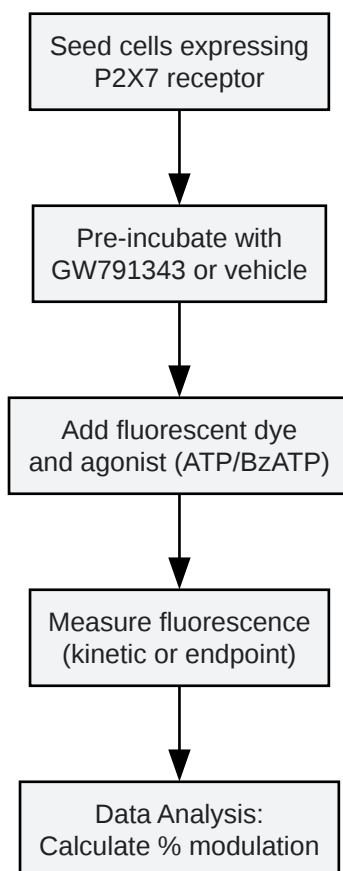 Seed cells expressing
P2X7 receptor
Pre-incubate with
GW791343 or vehicle
Add fluorescent dye
and agonist (ATP/BzATP)
Measure fluorescence
(kinetic or endpoint)
Data Analysis:
Calculate % modulation